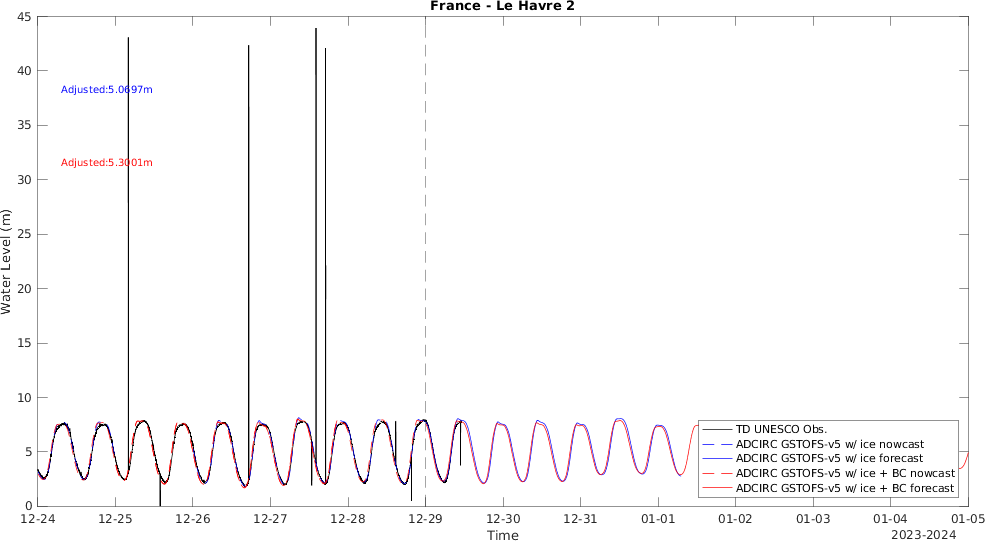 France - Le Havre 2
45
40
35
30
25
20
15
10
5
0
Water Level (m)
Adjusted:5.0697m
Adjusted:5.3001m
TD UNESCO Obs.
ADCIRC GSTOFS-v5 w/ ice nowcast
ADCIRC GSTOFS-v5 w/ ice forecast
ADCIRC GSTOFS-v5 w/ ice + BC nowcast
ADCIRC GSTOFS-v5 w/ ice + BC forecast
12-24 12-25 12-26 12-27 12-28 12-29 12-30 12-31 01-01 01-02 01-03 01-04 01-05
Time
2023-2024